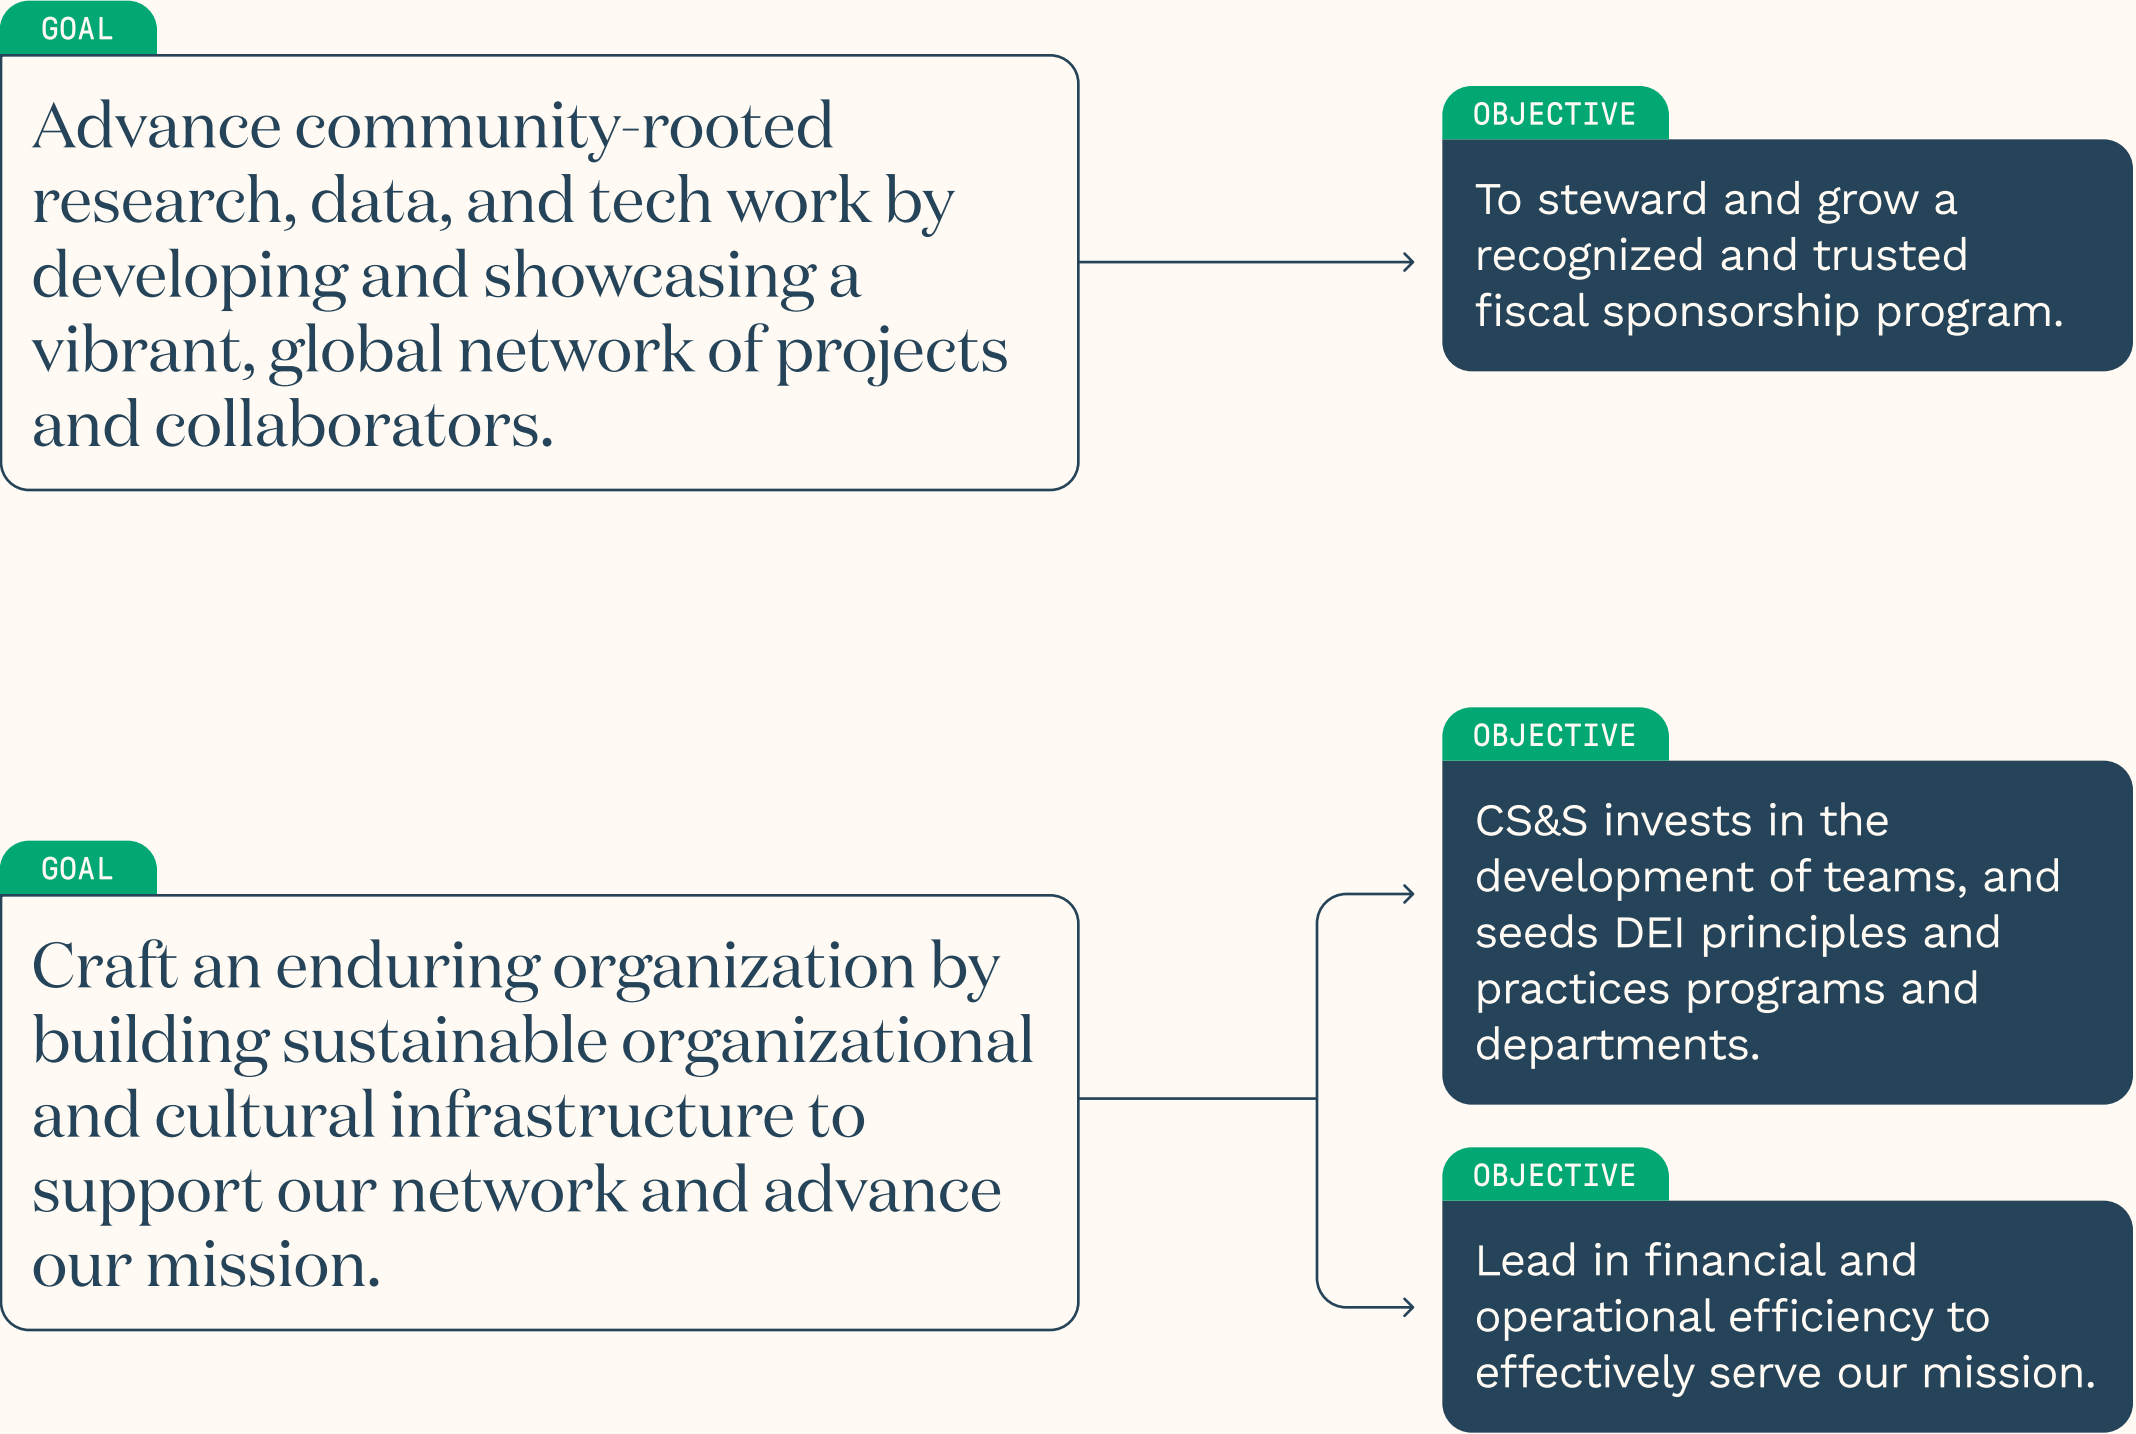 GOAL
Advance community-rooted
research, data, and tech work by
developing and showcasing a
vibrant, global network of projects
and collaborators.
OBJECTIVE
To steward and grow a
recognized and trusted
fiscal sponsorship program.
GOAL
Craft an enduring organization by
building sustainable organizational
and cultural infrastructure to
support our network and advance
our mission.
OBJECTIVE
CS&S invests in the
development of teams, and
seeds DEI principles and
practices programs and
departments.
OBJECTIVE
Lead in financial and
operational efficiency to
effectively serve our mission.